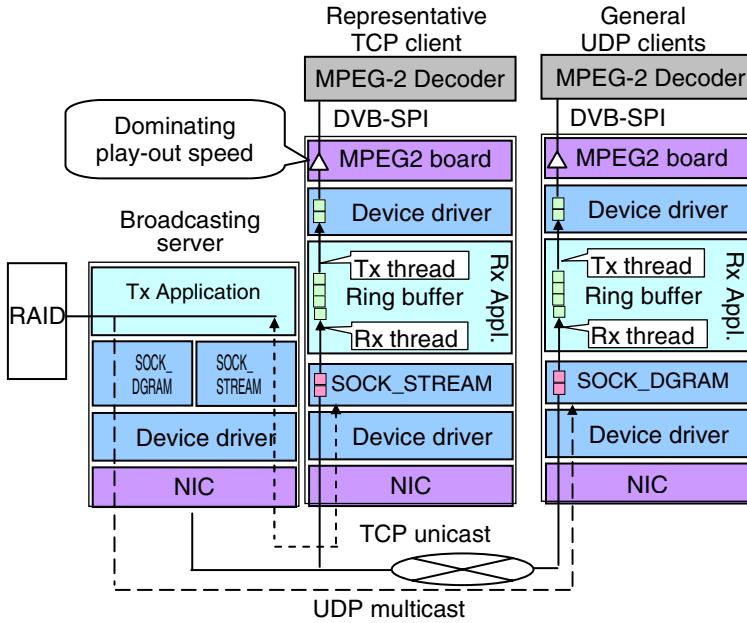 Representative
TCP client
General
UDP clients
MPEG-2 Decoder
MPEG-2 Decoder
DVB-SPI
DVB-SPI
Dominating
play-out speed
MPEG2 board
MPEG2 board
Device driver
Device driver
Broadcasting
server
Tx thread
Ring buffer
Rx thread
Rx Appl.
Tx thread
Ring buffer
Rx thread
Rx Appl.
RAID
Tx Application
SOCK_
DGRAM
SOCK_
STREAM
SOCK_STREAM
SOCK_DGRAM
Device driver
Device driver
Device driver
NIC
NIC
NIC
TCP unicast
UDP multicast